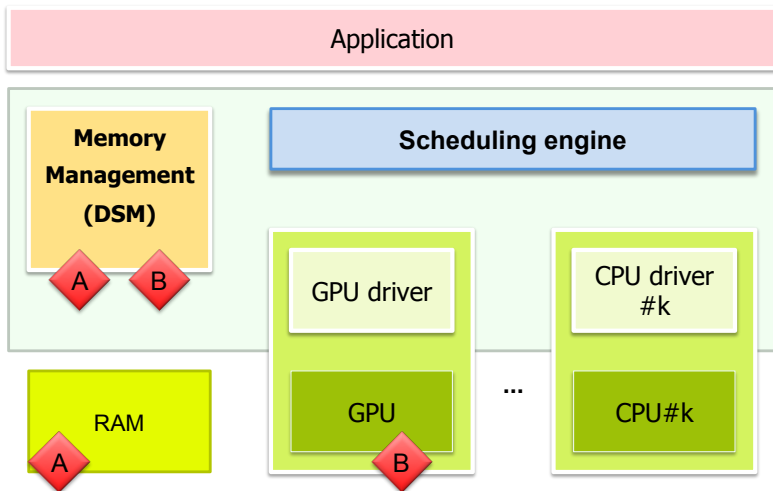 Application
Memory
Management
(DSM)
Scheduling engine
A
B
GPU driver
CPU driver
#k
RAM
A
GPU
B
...
CPU#k